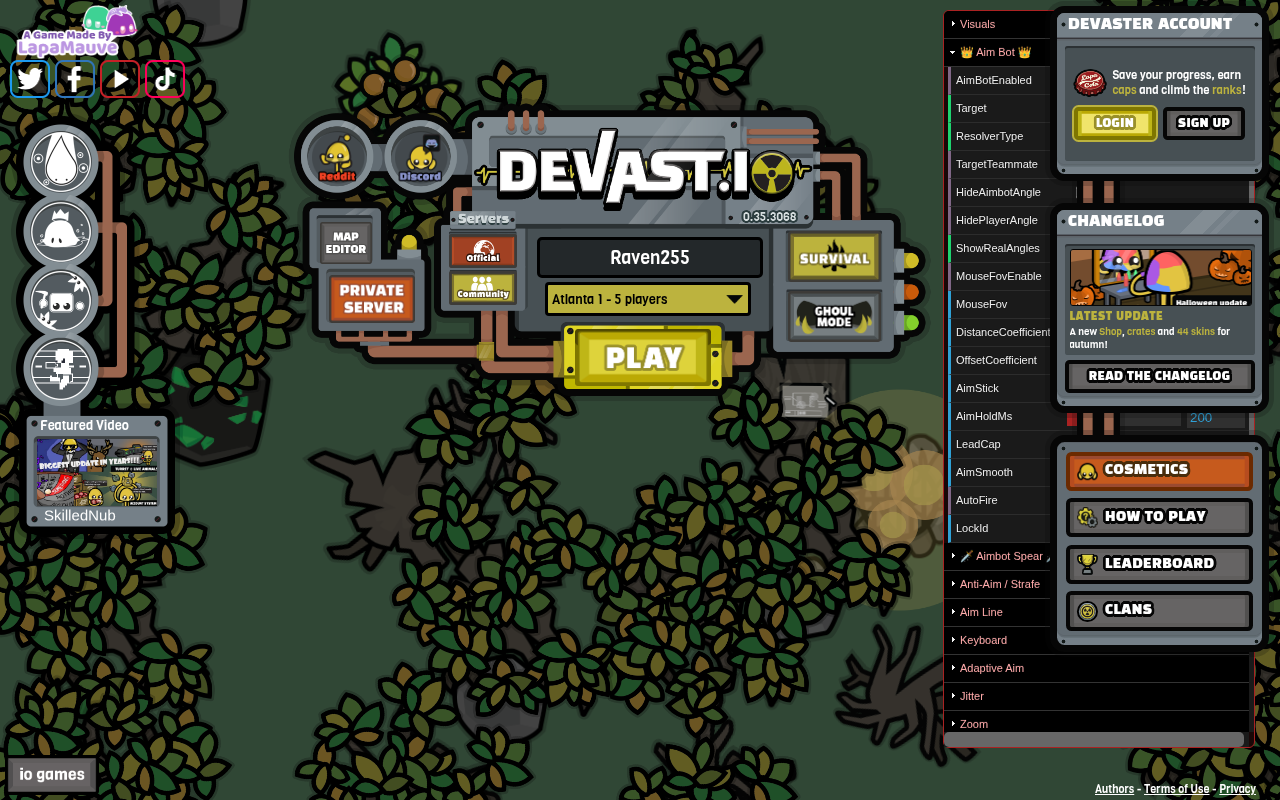 A Game Made By
LapaMauve
Reddit
Discord
DEVAST.IO
0.35.3068
Servers
MAP
EDITOR
PRIVATE
SERVER
Official
Community
Raven255
Atlanta 1 - 5 players
PLAY
SURVIVAL
GHOUL
MODE
Featured Video
BIGGEST UPDATE IN YEARS!!!
SkilledNub
io games
Visuals
👑 Aim Bot 👑
AimBotEnabled
Target
ResolverType
TargetTeammate
HideAimbotAngle
HidePlayerAngle
ShowRealAngles
MouseFovEnable
MouseFov
DistanceCoefficient
OffsetCoefficient
AimStick
AimHoldMs
200
LeadCap
AimSmooth
AutoFire
LockId
🗡 Aimbot Spear
Anti-Aim / Strafe
Aim Line
Keyboard
Adaptive Aim
Jitter
Zoom
DEVASTER ACCOUNT
Save your progress, earn
caps and climb the ranks!
LOGIN
SIGN UP
CHANGELOG
Halloween update
LATEST UPDATE
A new Shop, crates and 44 skins for
autumn!
READ THE CHANGELOG
COSMETICS
HOW TO PLAY
LEADERBOARD
CLANS
Authors - Terms of Use - Privacy